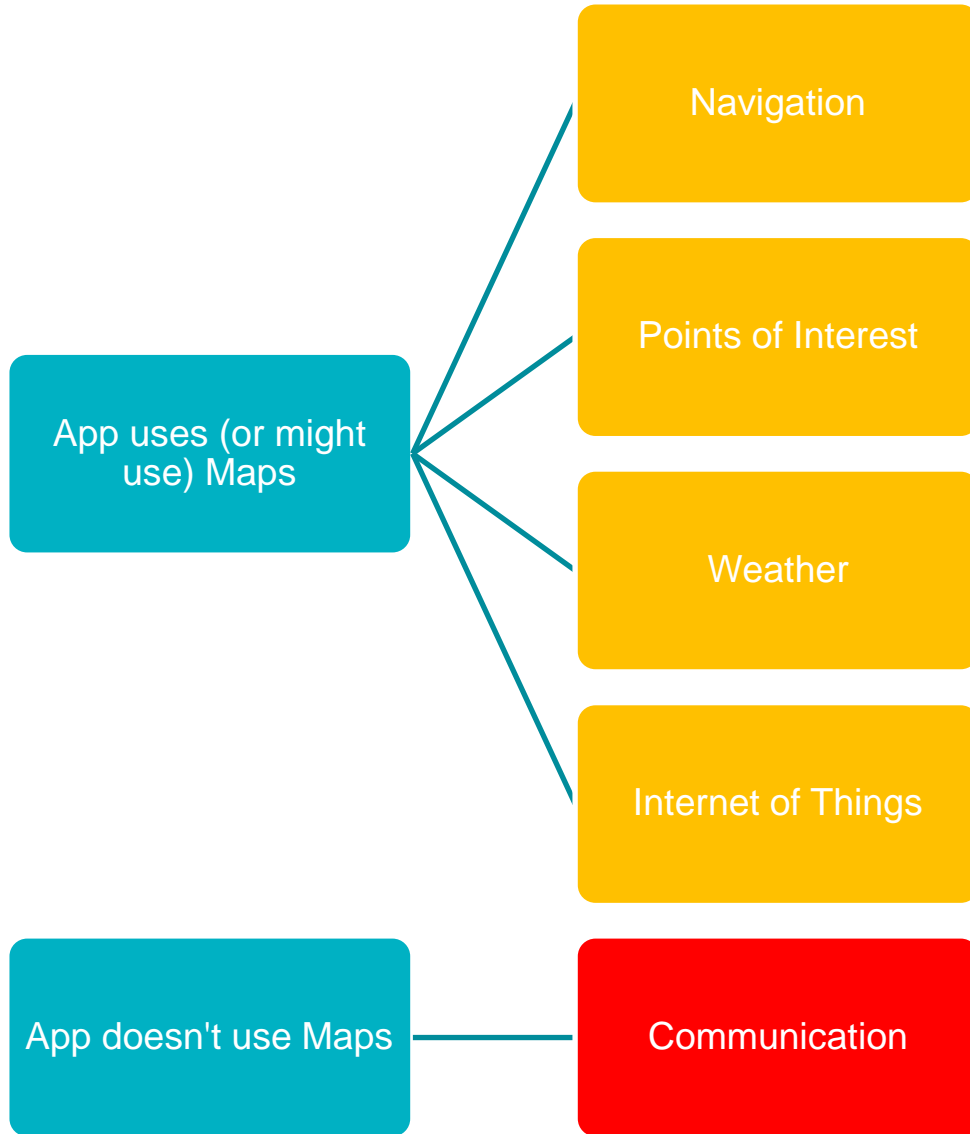 Navigation
Points of Interest
App uses (or might
use) Maps
Weather
Internet of Things
App doesn't use Maps
Communication